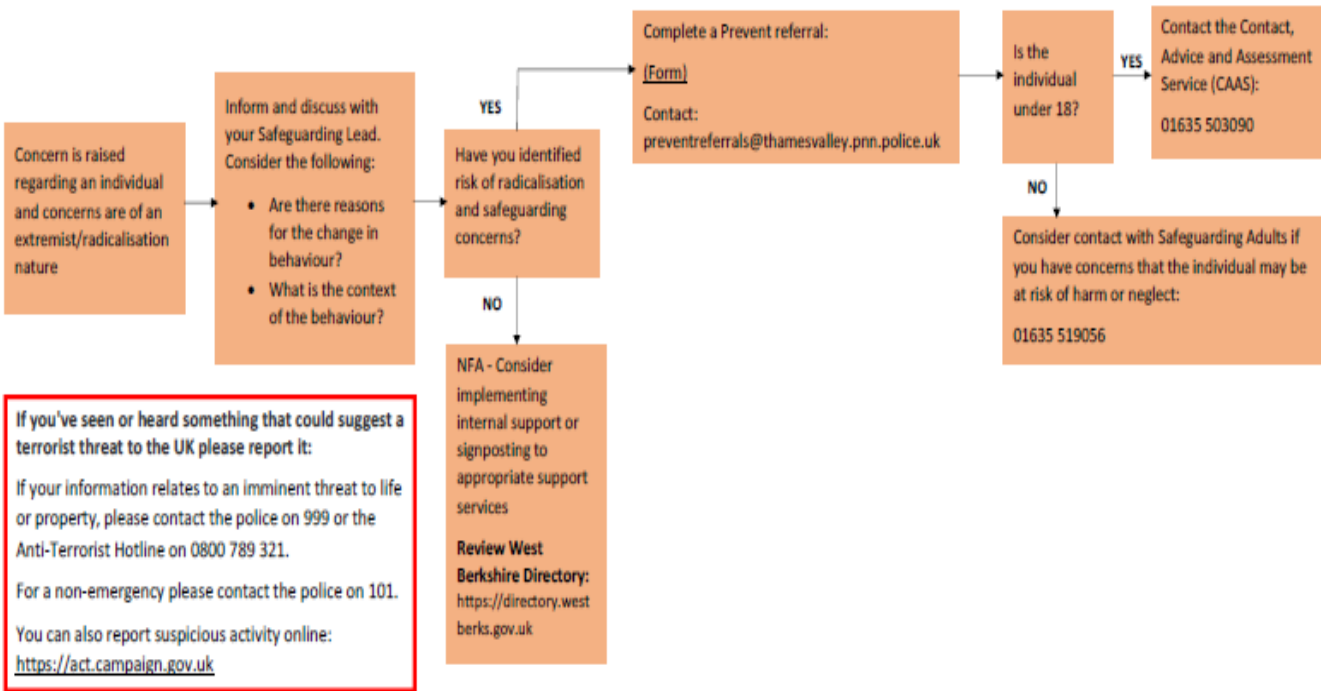 Concern is raised
regarding an individual
and concerns are of an
extremist/radicalisation
nature
Inform and discuss with
your Safeguarding Lead.
Consider the following:
• Are there reasons
for the change in
behaviour?
• What is the context
of the behaviour?
Have you identified
risk of radicalisation
and safeguarding
concerns?
YES
Complete a Prevent referral:
(Form)
Contact:
preventreferrals@thamesvalley.pnn.police.uk
Is the
individual
under 18?
YES
Contact the Contact,
Advice and Assessment
Service (CAAS):
01635 503090
NO
Consider contact with Safeguarding Adults if
you have concerns that the individual may be
at risk of harm or neglect:
01635 519056
NO
NFA - Consider
implementing
internal support or
signposting to
appropriate support
services
Review West
Berkshire Directory:
https://directory.west
berks.gov.uk
If you've seen or heard something that could suggest a
terrorist threat to the UK please report it:
If your information relates to an imminent threat to life
or property, please contact the police on 999 or the
Anti-Terrorist Hotline on 0800 789 321.
For a non-emergency please contact the police on 101.
You can also report suspicious activity online:
https://act.campaign.gov.uk